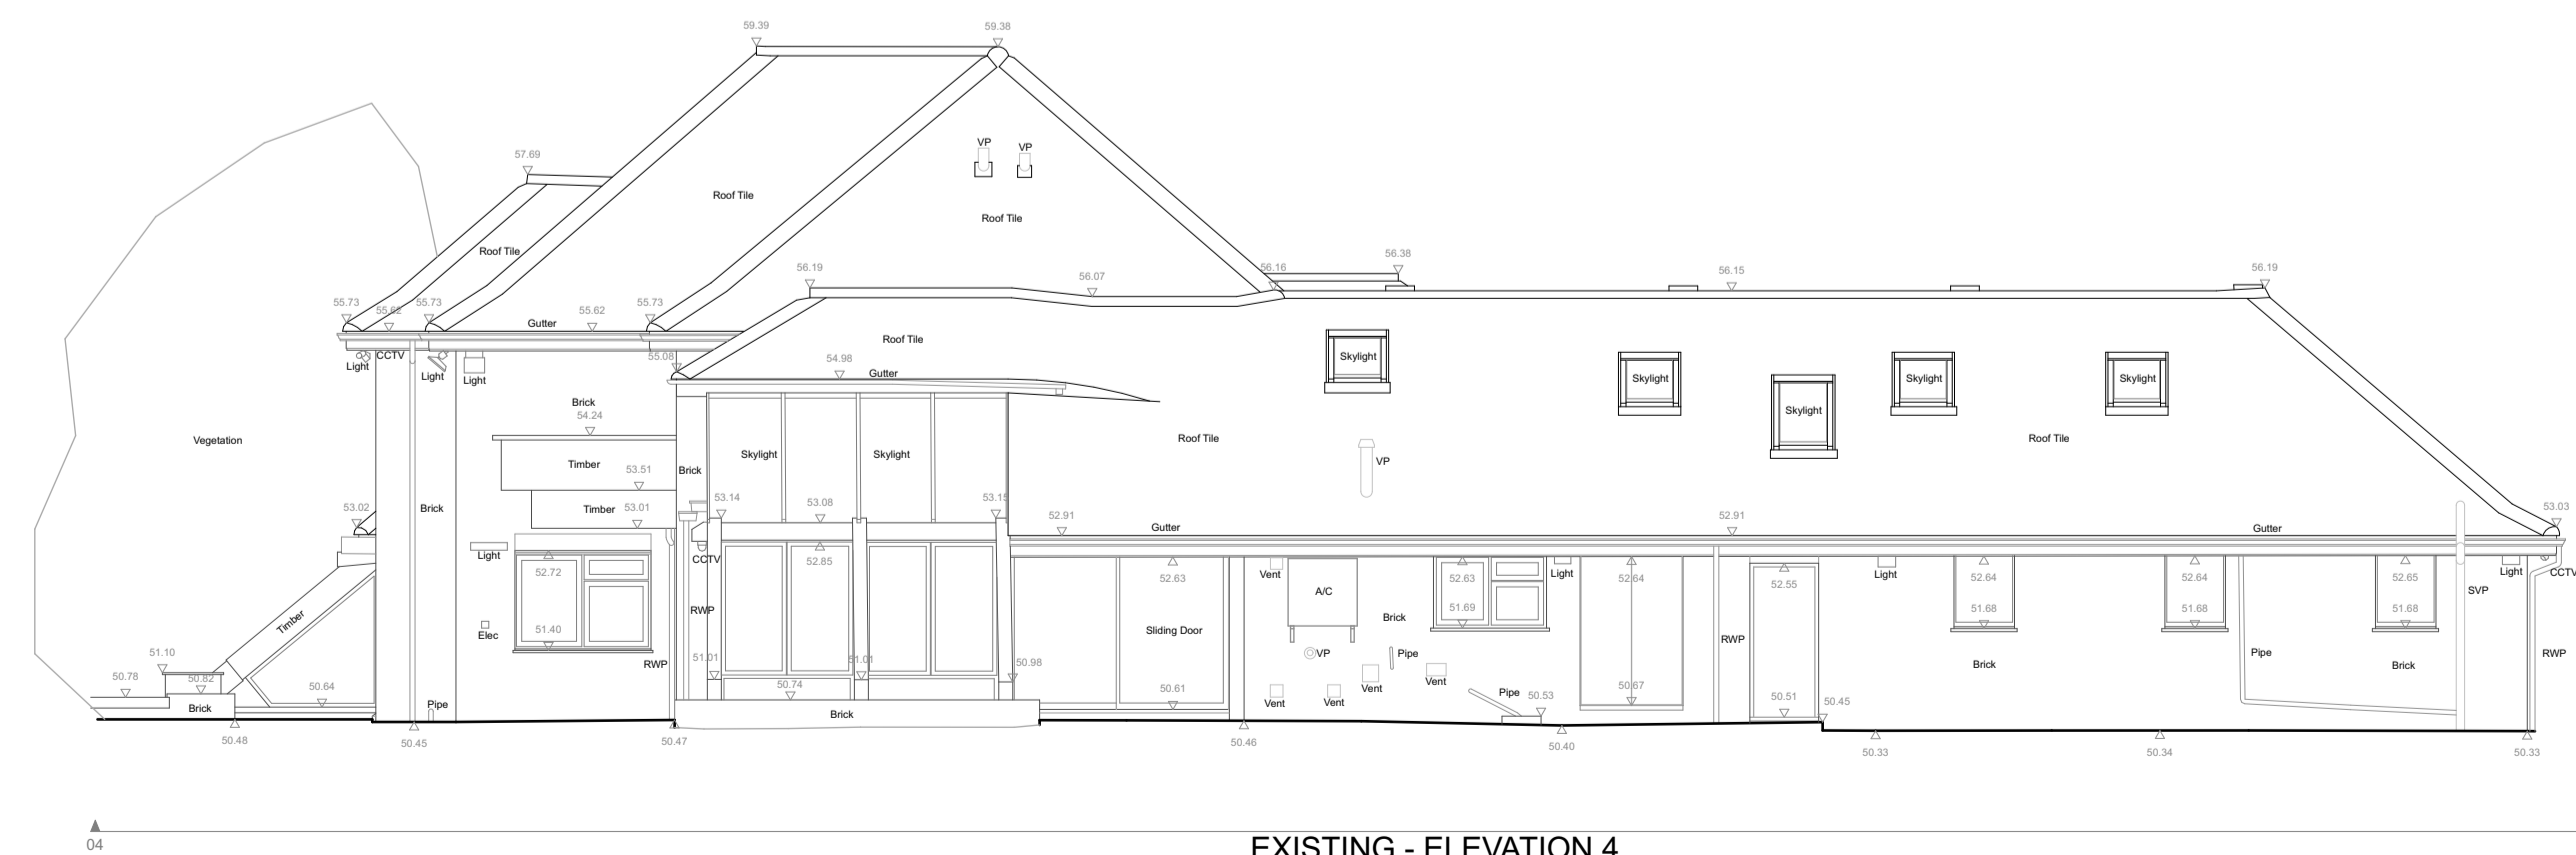 59.39
59.38
57.69
VP
VP
Roof Tile
Roof Tile
Roof Tile
56.38
56.19
56.07
56.16
56.15
56.19
55.73
55.62
55.73
Gutter
55.62
55.73
Roof Tile
55.08
CCTV
Light
Light
Light
54.98
Gutter
Skylight
Skylight
Skylight
Skylight
Skylight
Brick
54.24
Vegetation
Roof Tile
Roof Tile
Timber
53.51
Brick
Skylight
Skylight
VP
53.14
53.08
53.15
53.02
Brick
Timber
53.01
52.91
Gutter
52.91
Gutter
53.03
Light
CCTV
52.72
52.85
52.63
Vent
A/C
52.63
Light
52.64
52.55
Light
52.64
52.64
52.65
Light
CCTV
SVP
Timber
Elec
51.40
RWP
Sliding Door
51.69
Brick
51.68
51.68
51.68
RWP
51.10
50.78
50.82
50.64
RWP
51.01
51.01
50.98
50.74
50.61
VP
Pipe
Vent
Vent
Vent
Vent
Pipe
50.53
50.67
50.51
50.45
Brick
Pipe
Brick
RWP
Brick
Pipe
Brick
50.48
50.45
50.47
50.46
50.40
50.33
50.34
50.33
04
EXISTING - ELEVATION 4